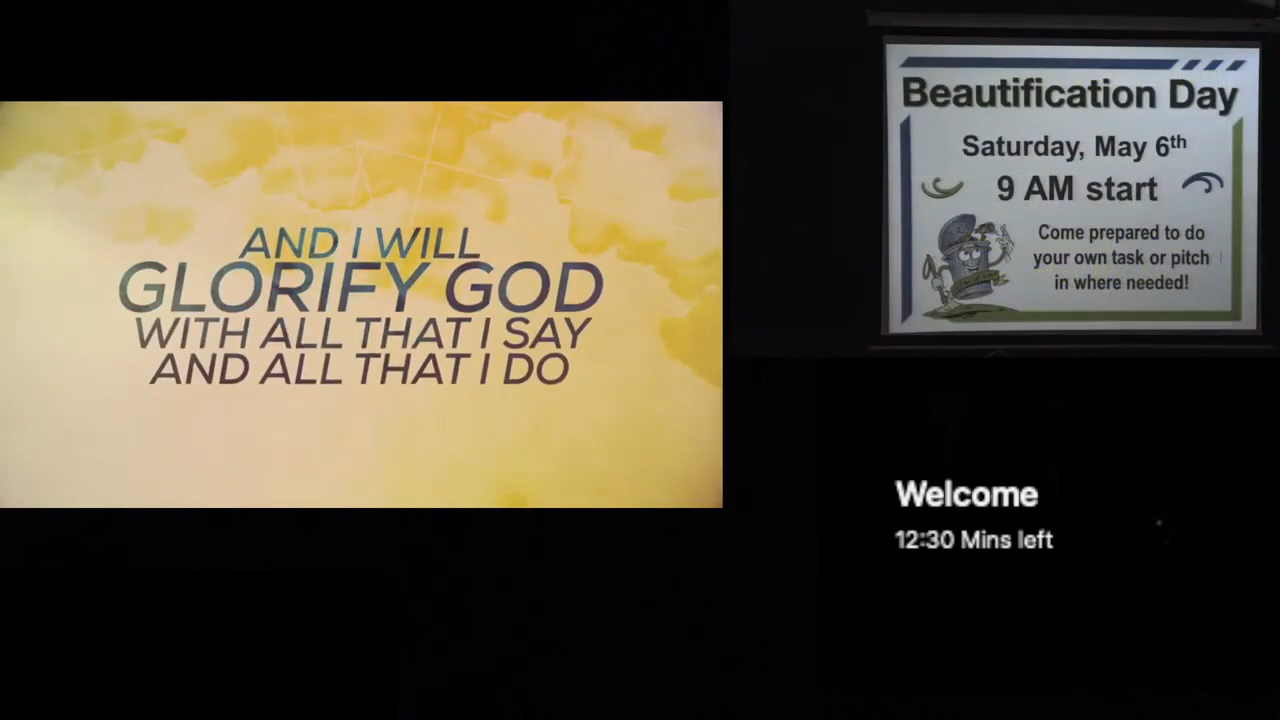 AND I WILL
GLORIFY GOD
WITH ALL THAT I SAY
AND ALL THAT I DO
Beautification Day
Saturday, May 6th
9 AM start
Come prepared to do
your own task or pitch
in where needed!
Welcome
12:30 Mins left